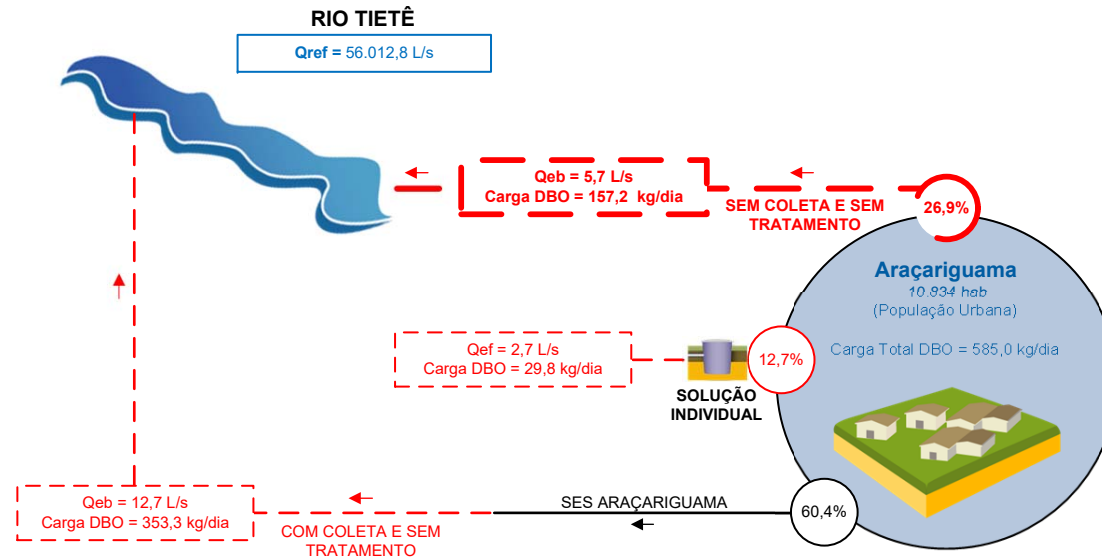 RIO TIETÊ
Qref = 56.012,8 L/s
Qeb = 5,7 L/s
Carga DBO = 157,2 kg/dia
SEM COLETA E SEM
TRATAMENTO
26,9%
Araçariguama
10.834 hab
(População Urbana)
Carga Total DBO = 585,0 kg/dia
Qef = 2,7 L/s
Carga DBO = 29,8 kg/dia
12,7%
SOLUÇÃO
INDIVIDUAL
Qeb = 12,7 L/s
Carga DBO = 353,3 kg/dia
COM COLETA E SEM
TRATAMENTO
SES ARAÇARIGUAMA
60,4%